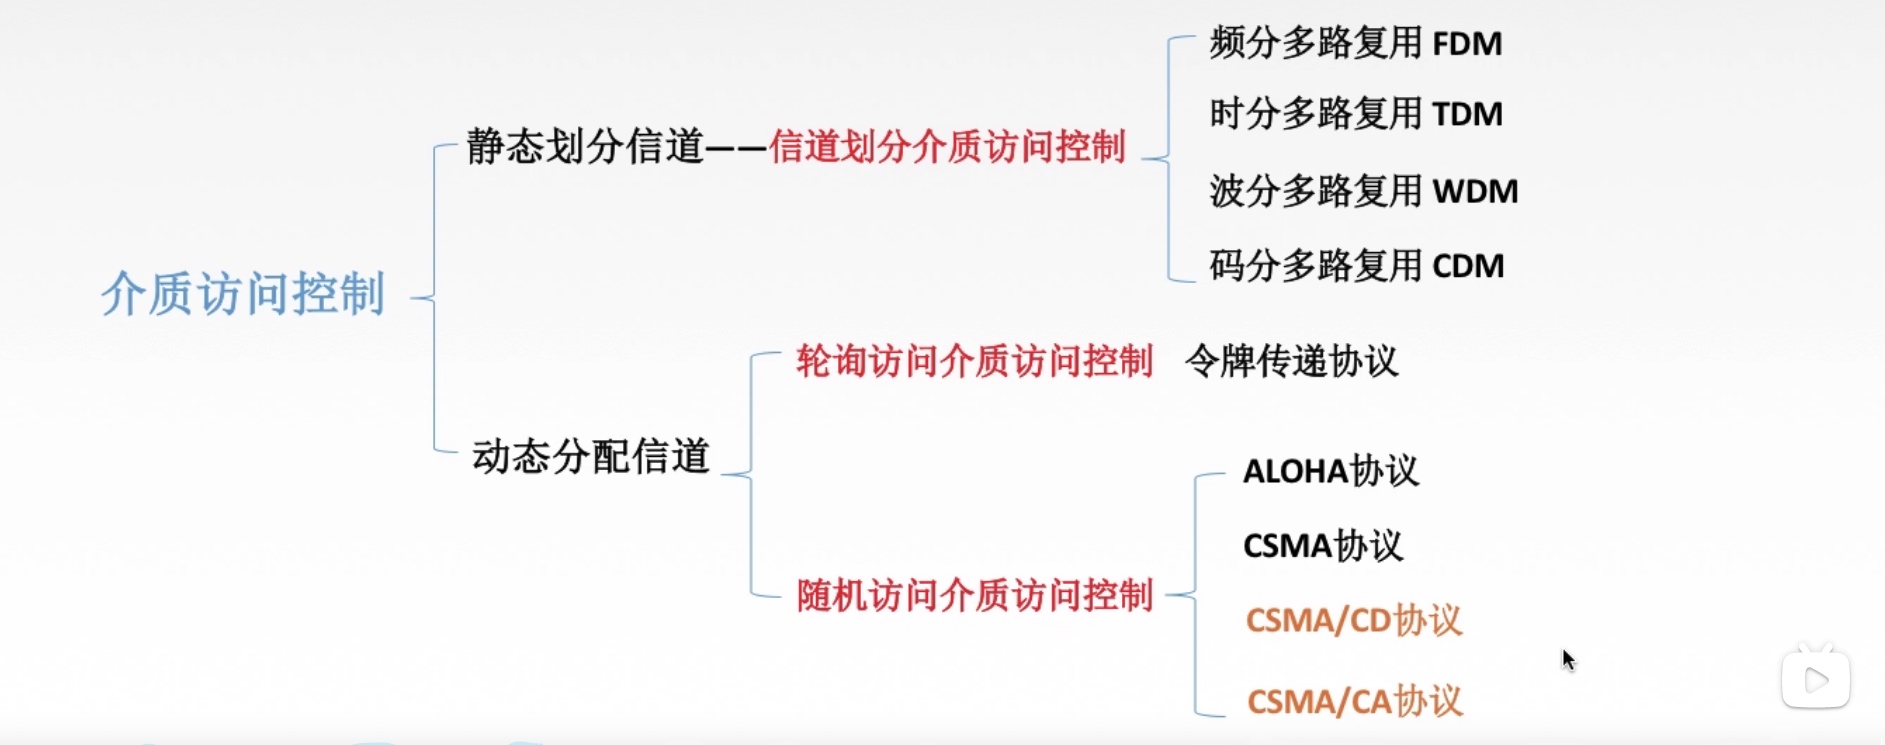 频分多路复用 FDM
时分多路复用 TDM
静态划分信道——信道划分介质访问控制
波分多路复用 WDM
码分多路复用 CDM
介质访问控制
轮询访问介质访问控制 令牌传递协议
动态分配信道
ALOHA协议
CSMA协议
随机访问介质访问控制
CSMA/CD协议
CSMA/CA协议